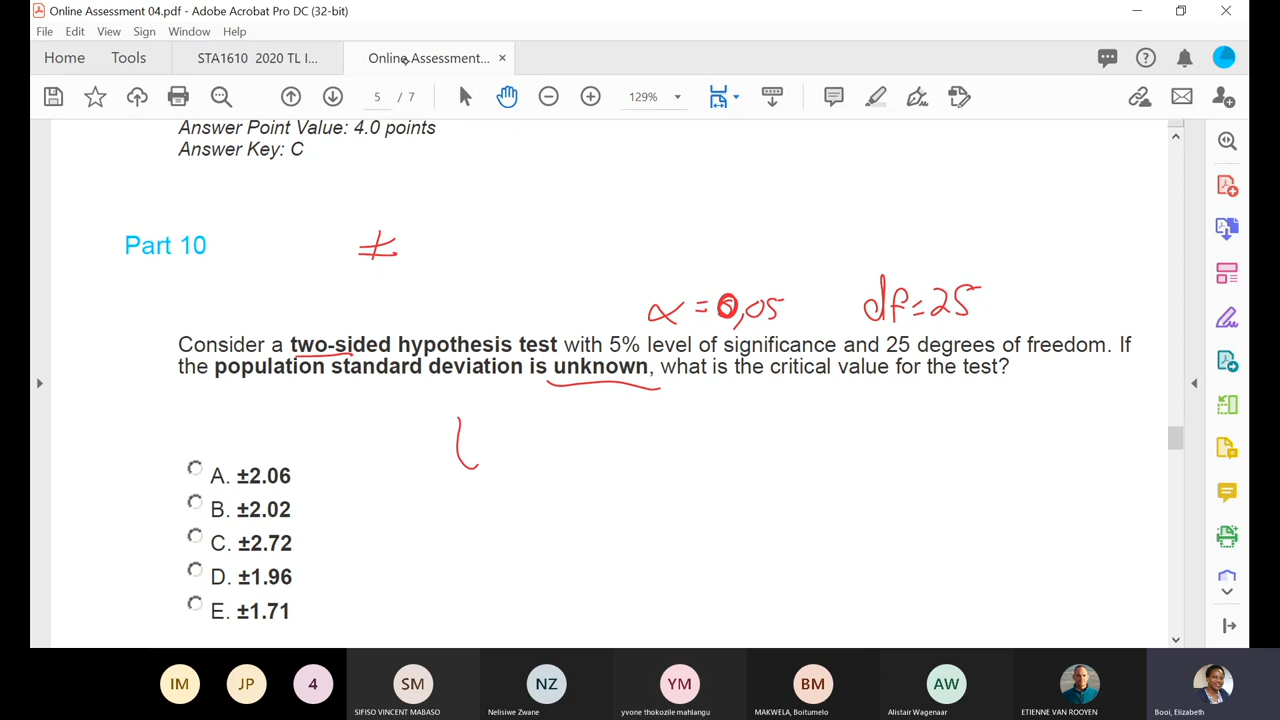 Online Assessment 04.pdf - Adobe Acrobat Pro DC (32-bit)
File Edit View Sign Window Help
Home Tools STA1610 2020 TL I... Online Assessment... ×
5 / 7 129%
Answer Point Value: 4.0 points
Answer Key: C
Part 10 ≠
α = 0,05 df = 25
Consider a two-sided hypothesis test with 5% level of significance and 25 degrees of freedom. If
the population standard deviation is unknown, what is the critical value for the test?
A. ±2.06
B. ±2.02
C. ±2.72
D. ±1.96
E. ±1.71
IM JP 4 SM NZ YM BM AW
SIFISO VINCENT MABASO Nelisiwe Zwane yvone thokozile mahlangu MAKWELA, Boitumelo Alistair Wagenaar ETIENNE VAN ROOYEN Booi, Elizabeth